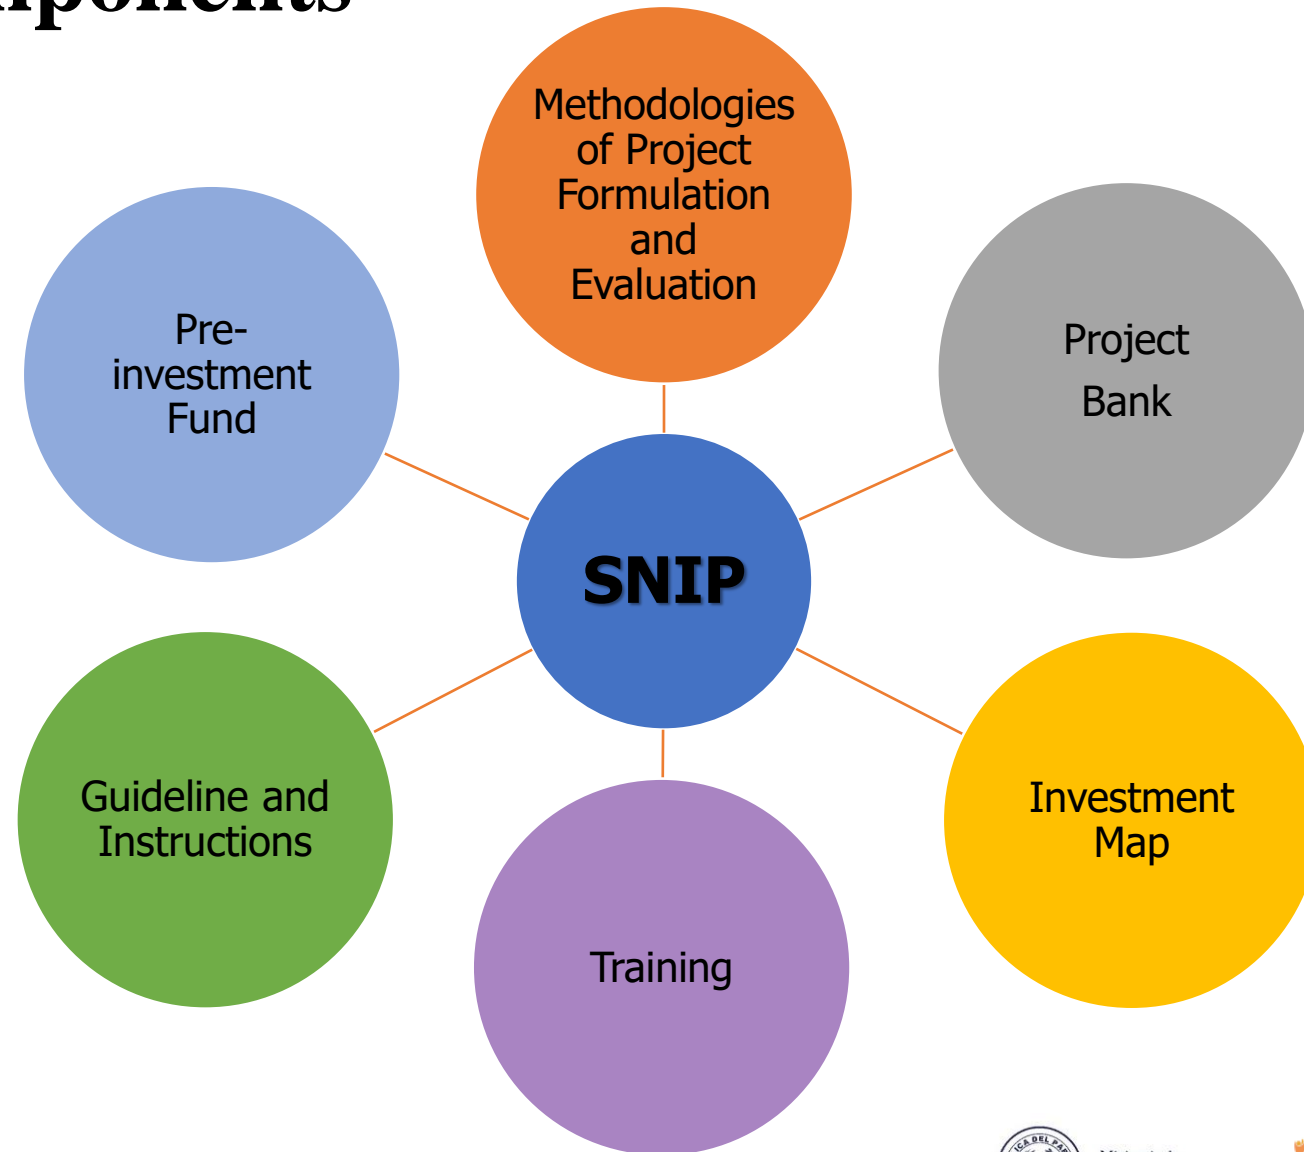 Methodologies
of Project
Formulation
and
Evaluation
Pre-
investment
Fund
Project
Bank
SNIP
Guideline and
Instructions
Investment
Map
Training